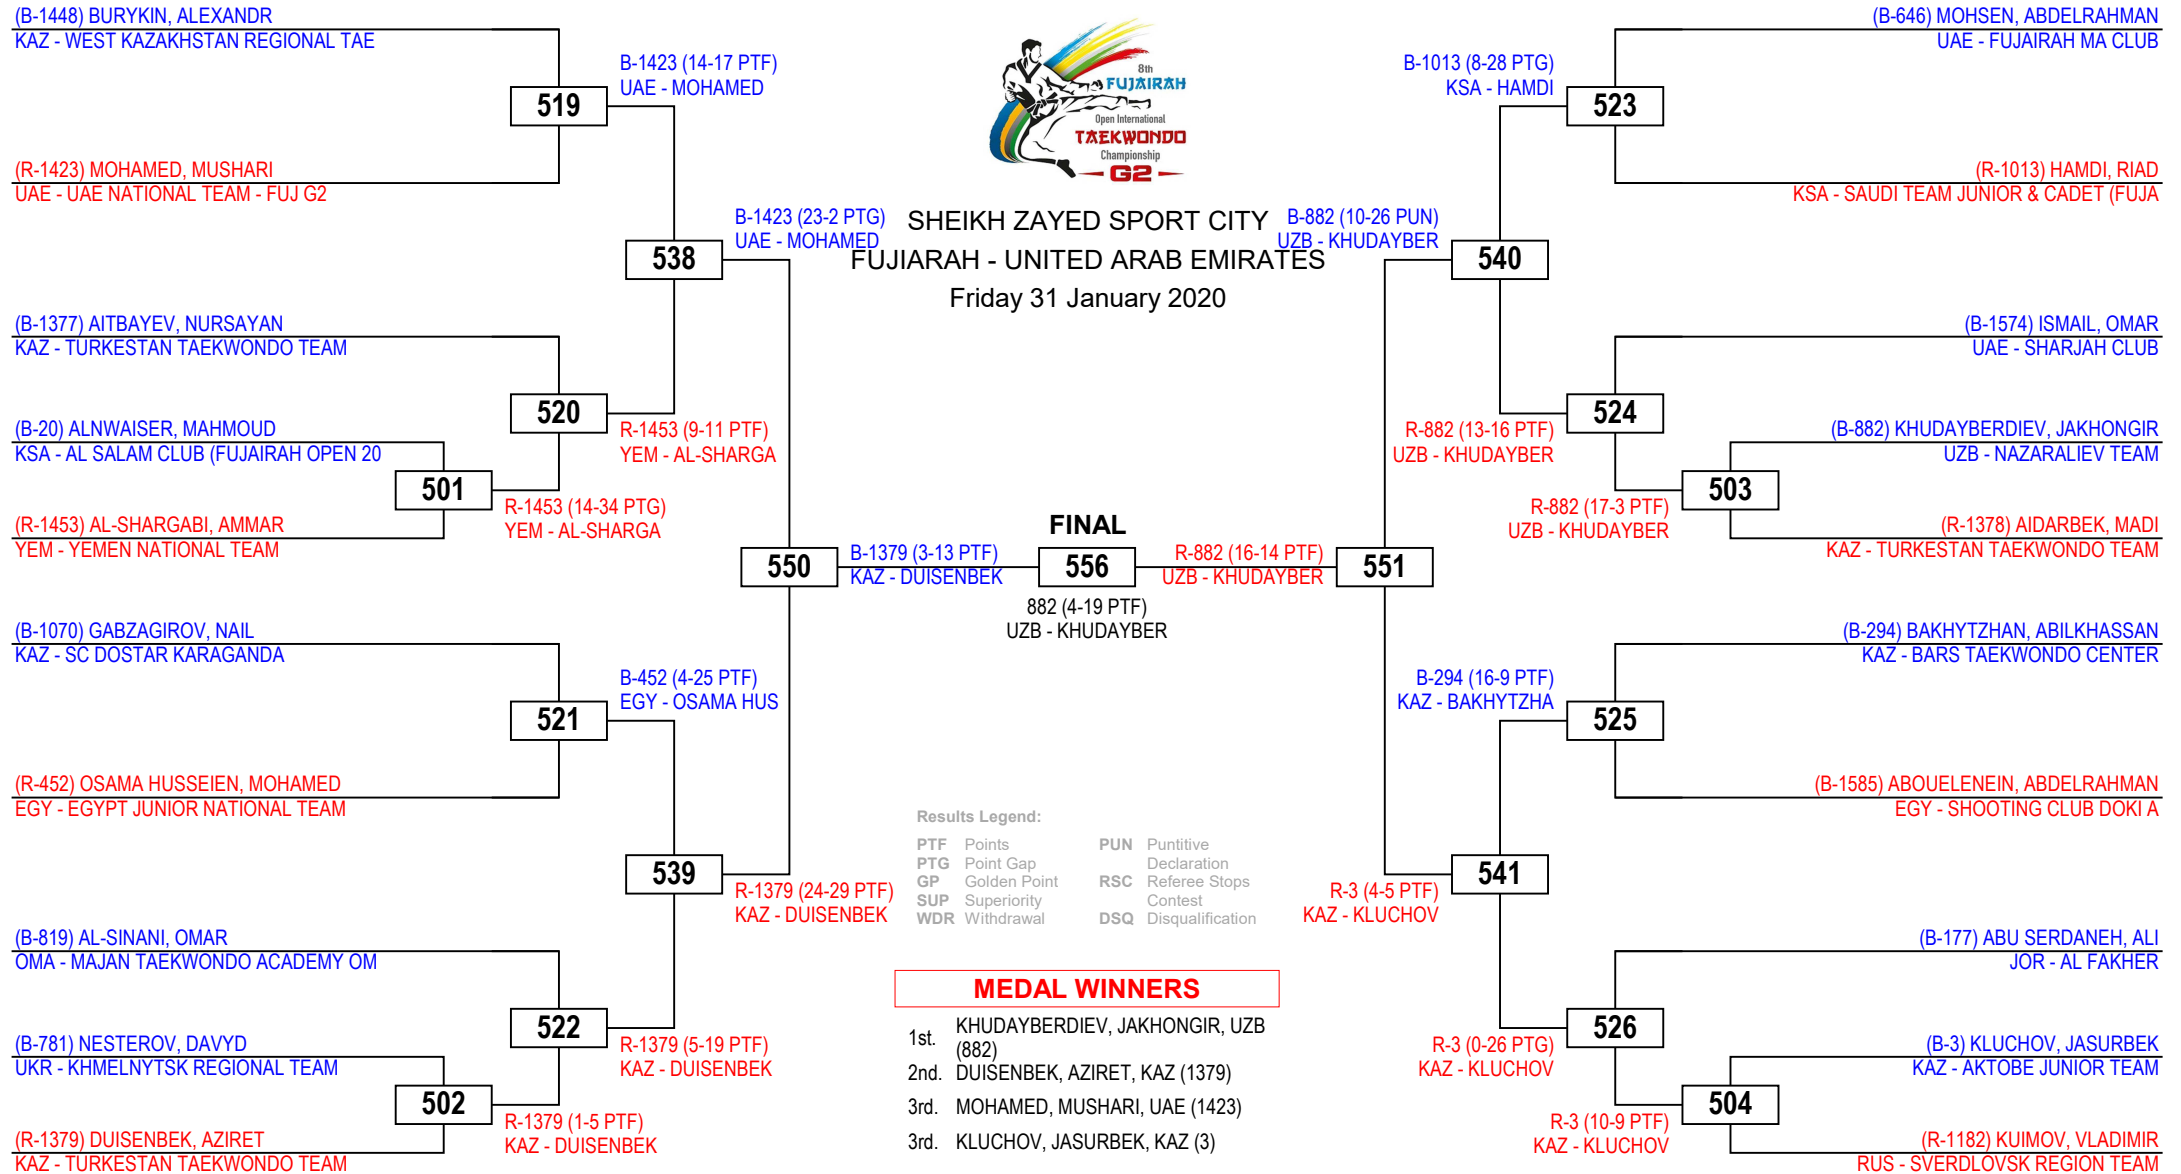 (B-1448) BURYKIN, ALEXANDR
KAZ - WEST KAZAKHSTAN REGIONAL TAE
519
(R-1423) MOHAMED, MUSHARI
UAE - UAE NATIONAL TEAM - FUJ G2
B-1423 (14-17 PTF)
UAE - MOHAMED
538
(B-1377) AITBAYEV, NURSAYAN
KAZ - TURKESTAN TAEKWONDO TEAM
520
(B-20) ALNWAISER, MAHMOUD
KSA - AL SALAM CLUB (FUJAIRAH OPEN 20
501
(R-1453) AL-SHARGABI, AMMAR
YEM - YEMEN NATIONAL TEAM
R-1453 (14-34 PTG)
YEM - AL-SHARGA
R-1453 (9-11 PTF)
YEM - AL-SHARGA
B-1423 (23-2 PTG)
UAE - MOHAMED
550
(B-1070) GABZAGIROV, NAIL
KAZ - SC DOSTAR KARAGANDA
521
(R-452) OSAMA HUSSEIEN, MOHAMED
EGY - EGYPT JUNIOR NATIONAL TEAM
B-452 (4-25 PTF)
EGY - OSAMA HUS
539
(B-819) AL-SINANI, OMAR
OMA - MAJAN TAEKWONDO ACADEMY OM
522
(B-781) NESTEROV, DAVYD
UKR - KHMELNYTSK REGIONAL TEAM
502
(R-1379) DUISENBEK, AZIRET
KAZ - TURKESTAN TAEKWONDO TEAM
R-1379 (1-5 PTF)
KAZ - DUISENBEK
R-1379 (5-19 PTF)
KAZ - DUISENBEK
R-1379 (24-29 PTF)
KAZ - DUISENBEK
8th
FUJAIRAH
Open International
TAEKWONDO
Championship
G2
SHEIKH ZAYED SPORT CITY
FUJIARAH - UNITED ARAB EMIRATES
Friday 31 January 2020
FINAL
B-1379 (3-13 PTF)
KAZ - DUISENBEK
556
R-882 (16-14 PTF)
UZB - KHUDAYBER
882 (4-19 PTF)
UZB - KHUDAYBER
Results Legend:
PTF Points
PTG Point Gap
GP Golden Point
SUP Superiority
WDR Withdrawal
PUN Puntitive
Declaration
RSC Referee Stops
Contest
DSQ Disqualification
MEDAL WINNERS
1st. KHUDAYBERDIEV, JAKHONGIR, UZB
(882)
2nd. DUISENBEK, AZIRET, KAZ (1379)
3rd. MOHAMED, MUSHARI, UAE (1423)
3rd. KLUCHOV, JASURBEK, KAZ (3)
(B-646) MOHSEN, ABDELRAHMAN
UAE - FUJAIRAH MA CLUB
523
(R-1013) HAMDI, RIAD
KSA - SAUDI TEAM JUNIOR & CADET (FUJA
B-1013 (8-28 PTG)
KSA - HAMDI
540
B-882 (10-26 PUN)
UZB - KHUDAYBER
(B-1574) ISMAIL, OMAR
UAE - SHARJAH CLUB
524
(B-882) KHUDAYBERDIEV, JAKHONGIR
UZB - NAZARALIEV TEAM
503
(R-1378) AIDARBEK, MADI
KAZ - TURKESTAN TAEKWONDO TEAM
R-882 (17-3 PTF)
UZB - KHUDAYBER
R-882 (13-16 PTF)
UZB - KHUDAYBER
551
(B-294) BAKHYTZHAN, ABILKHASSAN
KAZ - BARS TAEKWONDO CENTER
525
(B-1585) ABOUELENEIN, ABDELRAHMAN
EGY - SHOOTING CLUB DOKI A
B-294 (16-9 PTF)
KAZ - BAKHYTZHA
541
R-3 (4-5 PTF)
KAZ - KLUCHOV
(B-177) ABU SERDANEH, ALI
JOR - AL FAKHER
526
(B-3) KLUCHOV, JASURBEK
KAZ - AKTOBE JUNIOR TEAM
504
(R-1182) KUIMOV, VLADIMIR
RUS - SVERDLOVSK REGION TEAM
R-3 (10-9 PTF)
KAZ - KLUCHOV
R-3 (0-26 PTG)
KAZ - KLUCHOV